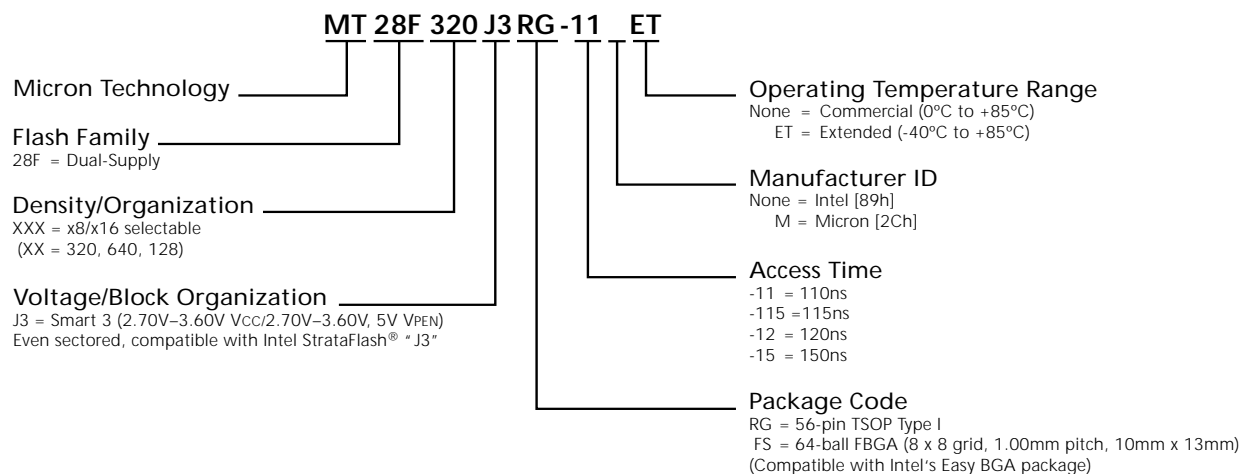 MT 28F 320 J3 RG -11 _ ET
Micron Technology
Flash Family
28F = Dual-Supply
Density/Organization
XXX = x8/x16 selectable
(XX = 320, 640, 128)
Voltage/Block Organization
J3 = Smart 3 (2.70V–3.60V VCC/2.70V–3.60V, 5V VPEN)
Even sectored, compatible with Intel StrataFlash® "J3"
Operating Temperature Range
None = Commercial (0ºC to +85ºC)
ET = Extended (-40ºC to +85ºC)
Manufacturer ID
None = Intel [89h]
M = Micron [2Ch]
Access Time
-11 = 110ns
-115 =115ns
-12 = 120ns
-15 = 150ns
Package Code
RG = 56-pin TSOP Type I
FS = 64-ball FBGA (8 x 8 grid, 1.00mm pitch, 10mm x 13mm)
(Compatible with Intel's Easy BGA package)